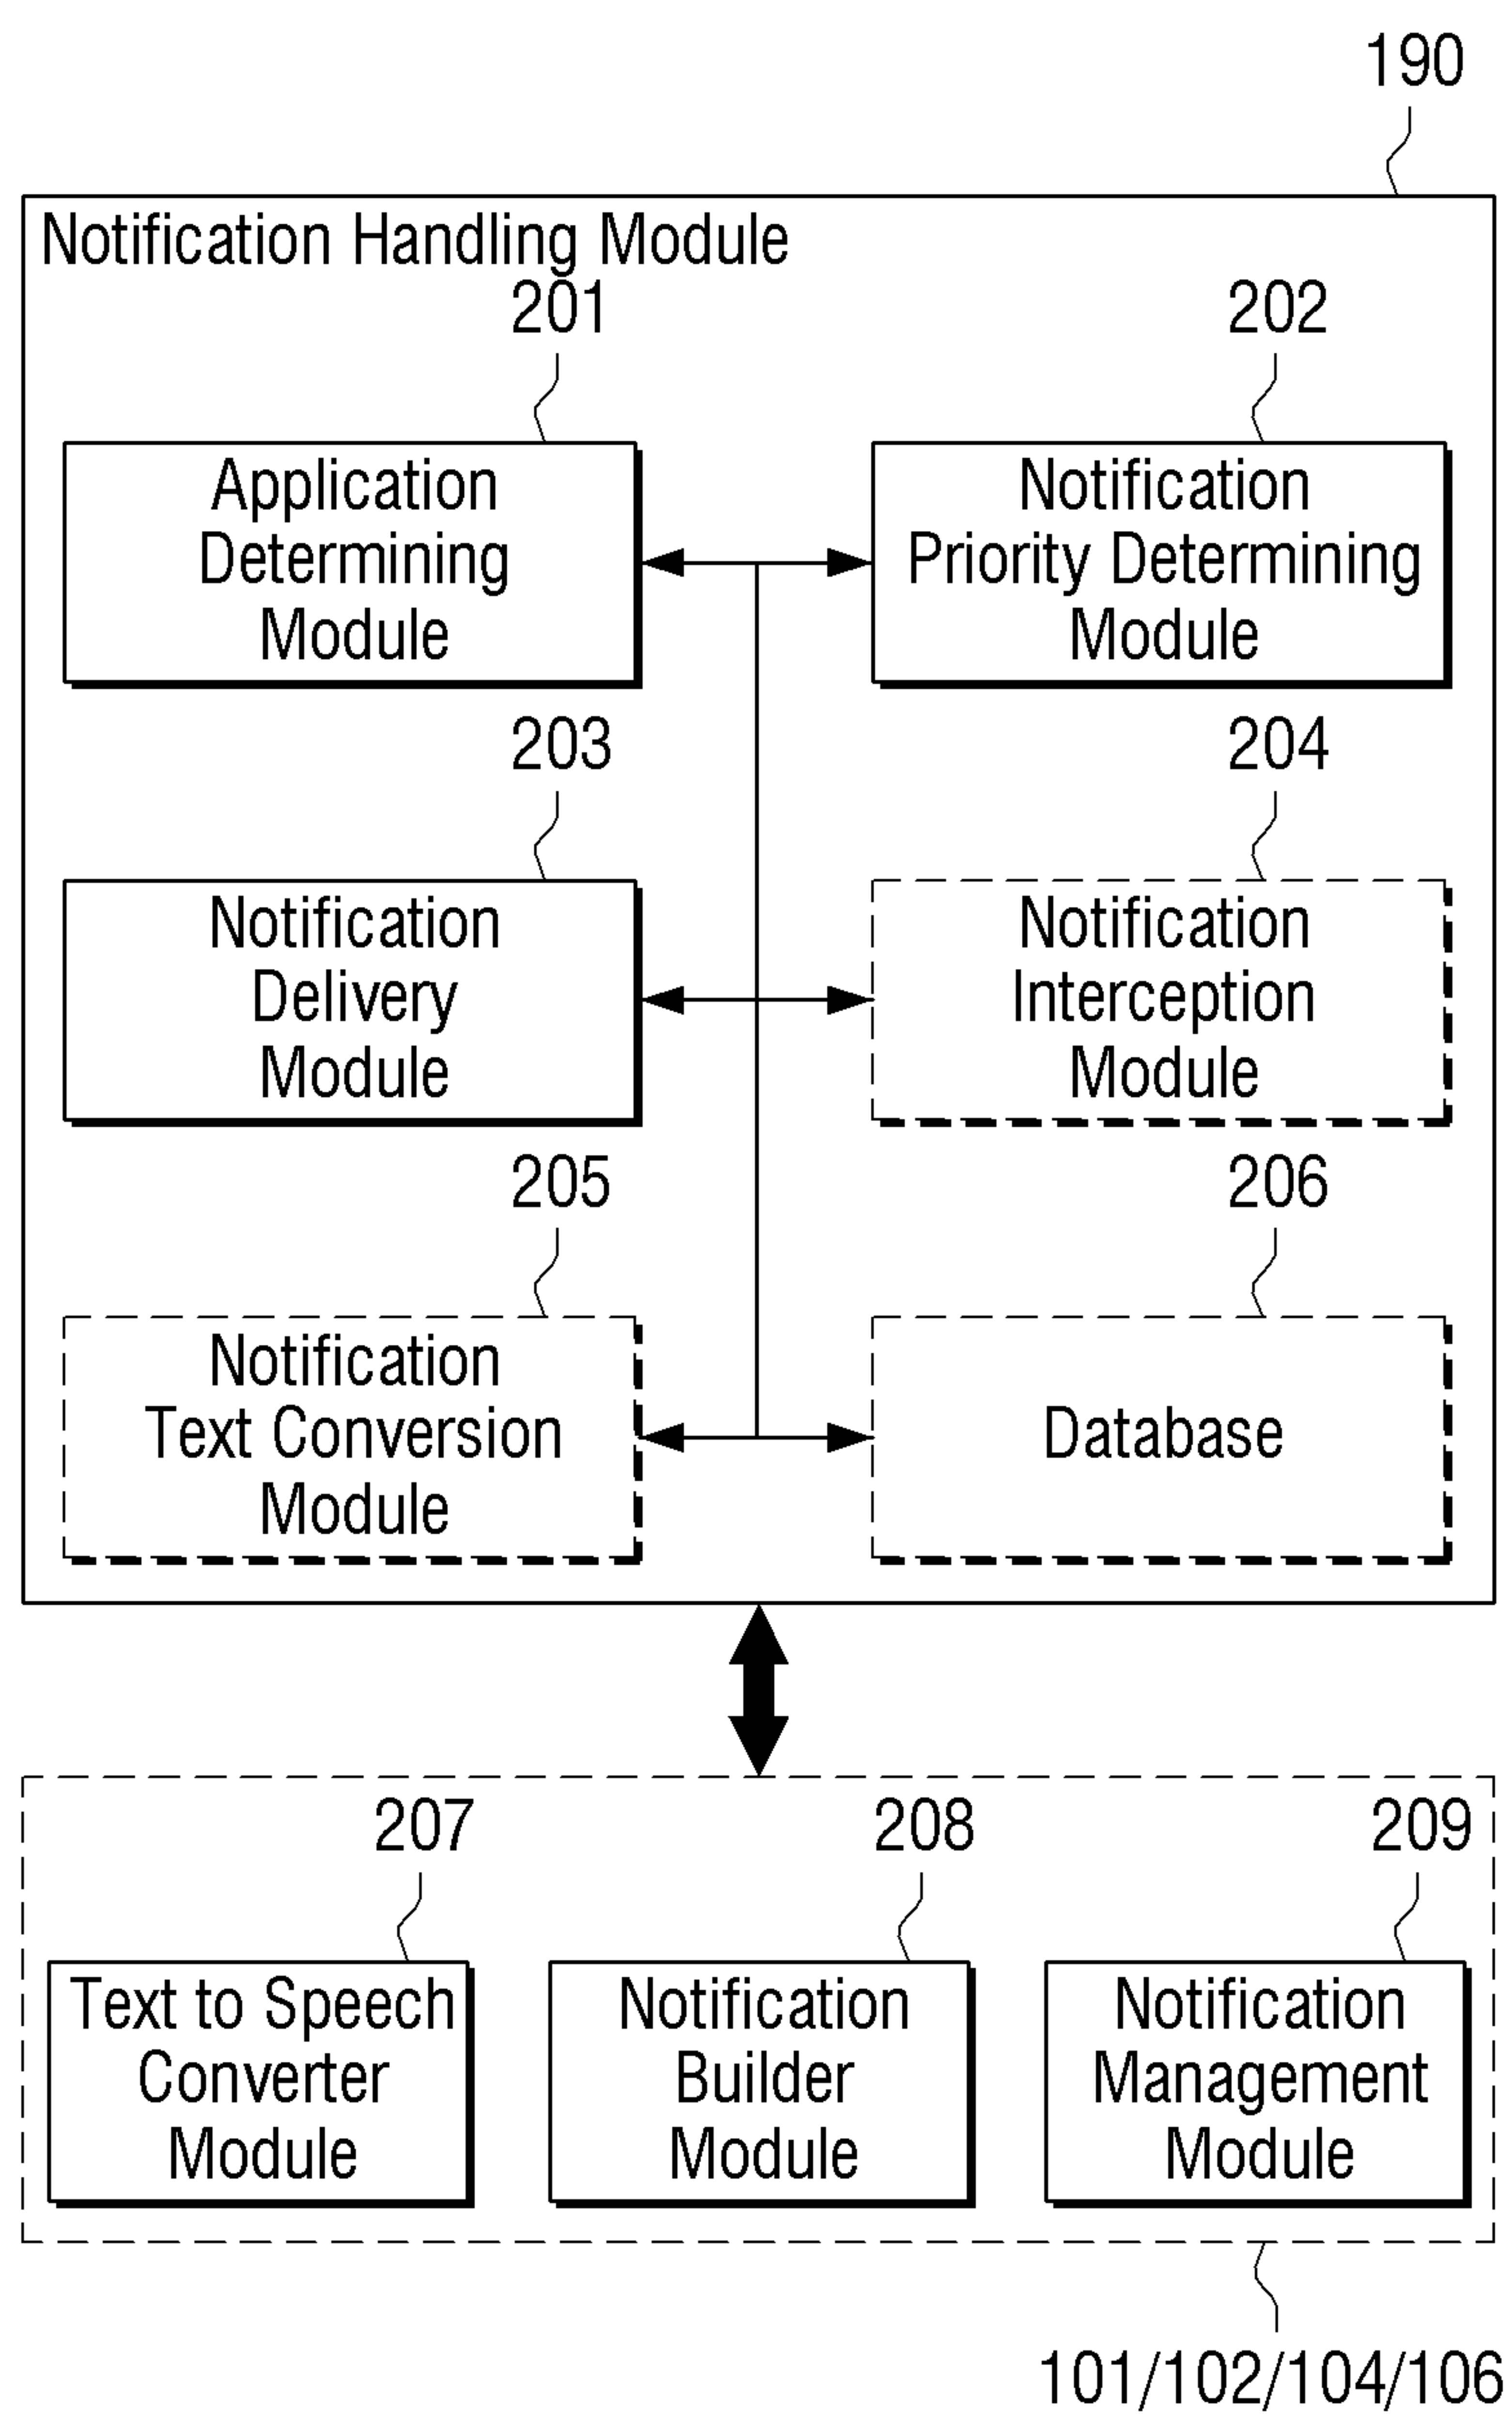 190
Notification Handling Module
201
202
Application
Determining
Module
Notification
Priority Determining
Module
203
204
Notification
Delivery
Module
Notification
Interception
Module
205
206
Notification
Text Conversion
Module
Database
207
208
209
Text to Speech
Converter
Module
Notification
Builder
Module
Notification
Management
Module
101/102/104/106